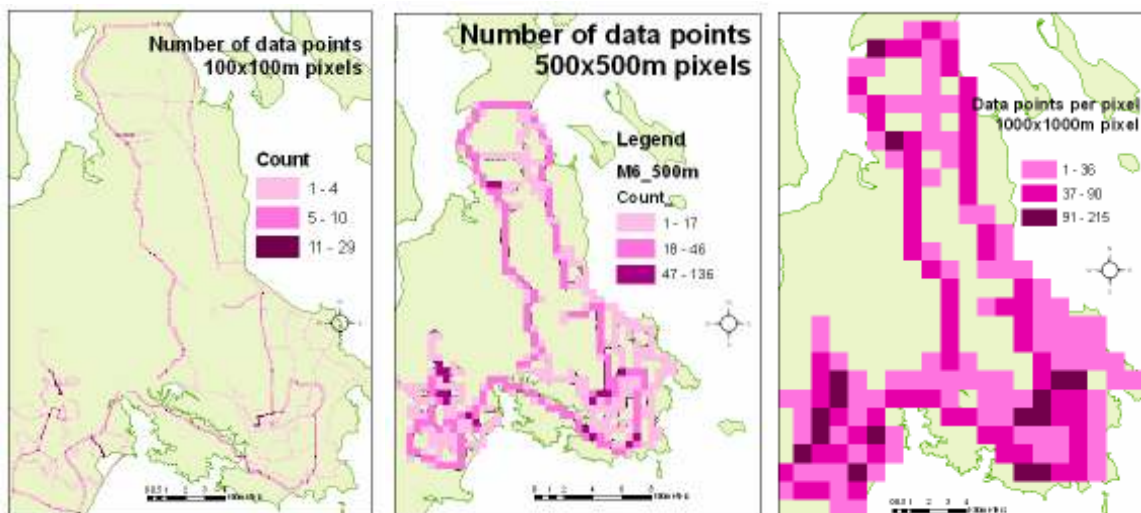 Number of data points
100x100m pixels
Count
1 - 4
5 - 10
11 - 29
Number of data points
500x500m pixels
Legend
M6_500m
Count_
1 - 17
18 - 46
47 - 136
Data points per pixel
1000x1000m pixel
1 - 36
37 - 90
91 - 215